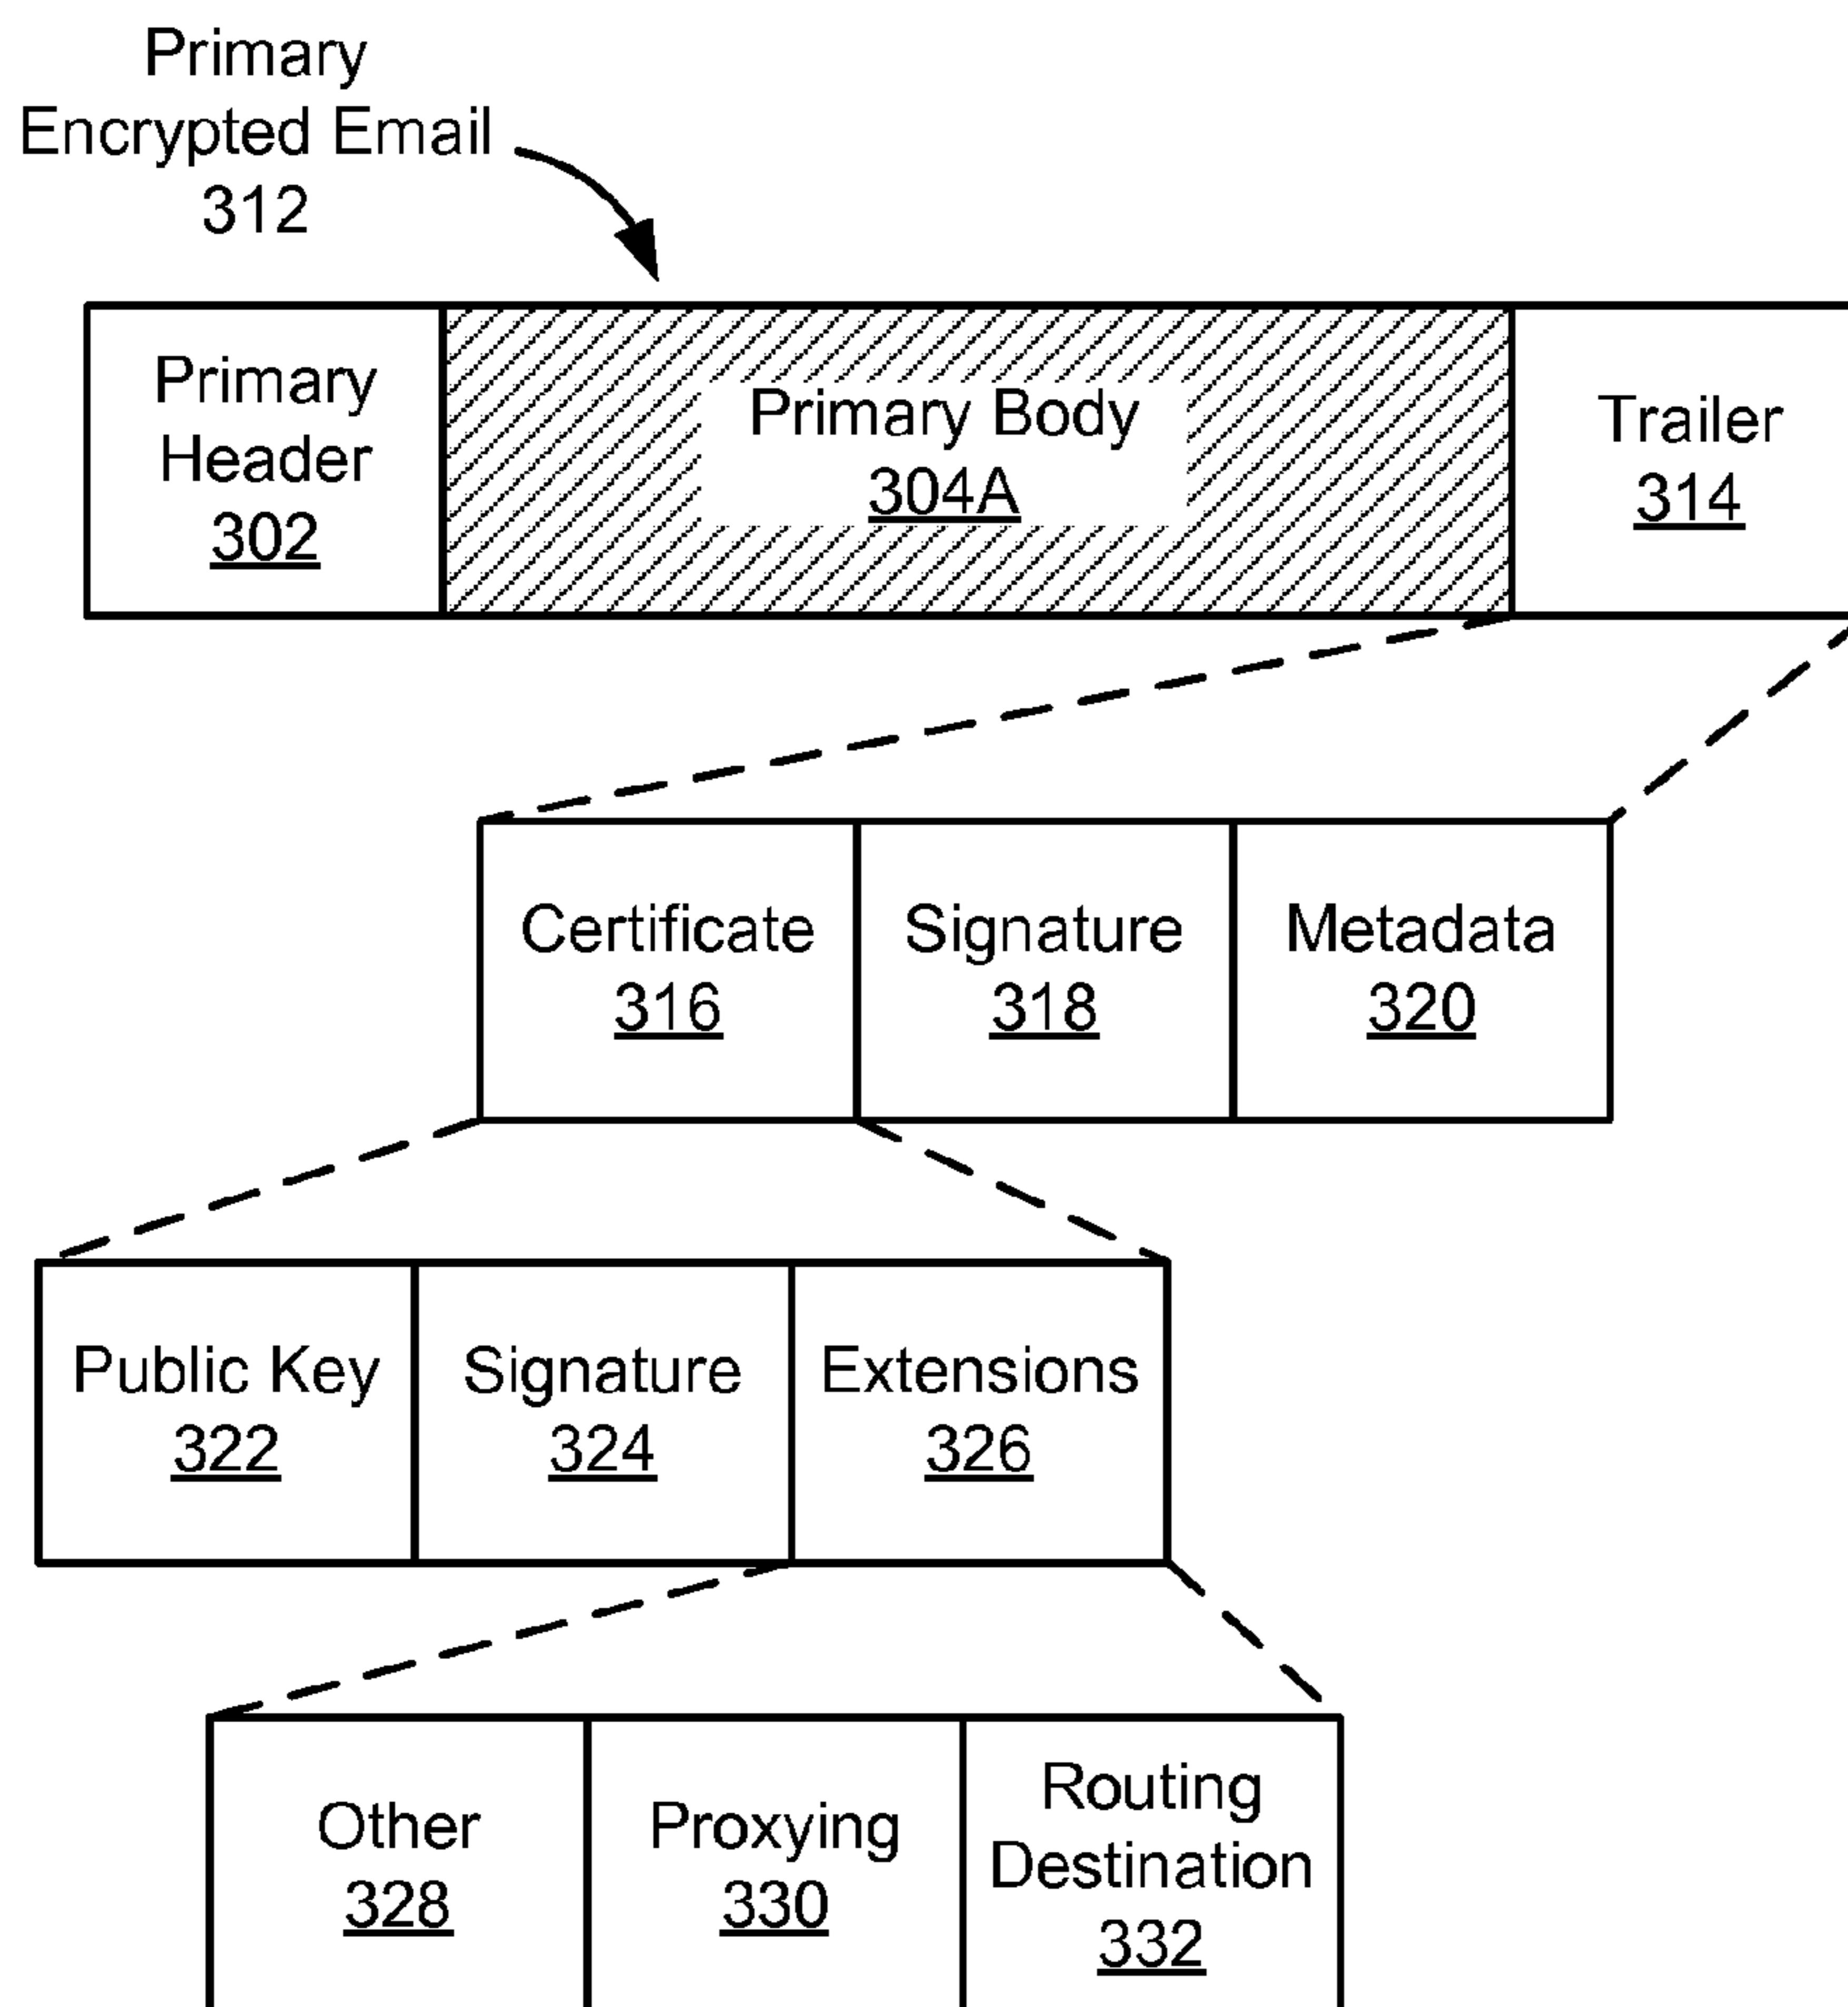 Primary
Encrypted Email
312
Primary
Header
302
Primary Body
304A
Trailer
314
Certificate
316
Signature
318
Metadata
320
Public Key
322
Signature
324
Extensions
326
Other
328
Proxying
330
Routing
Destination
332